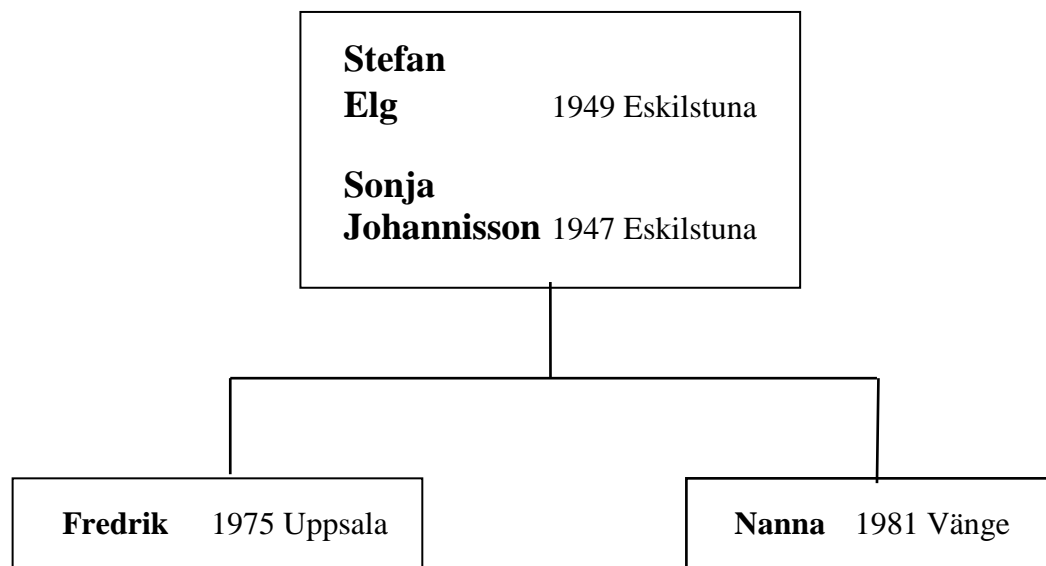 Stefan
Elg 1949 Eskilstuna
Sonja
Johannisson 1947 Eskilstuna
Fredrik 1975 Uppsala
Nanna 1981 Vänge